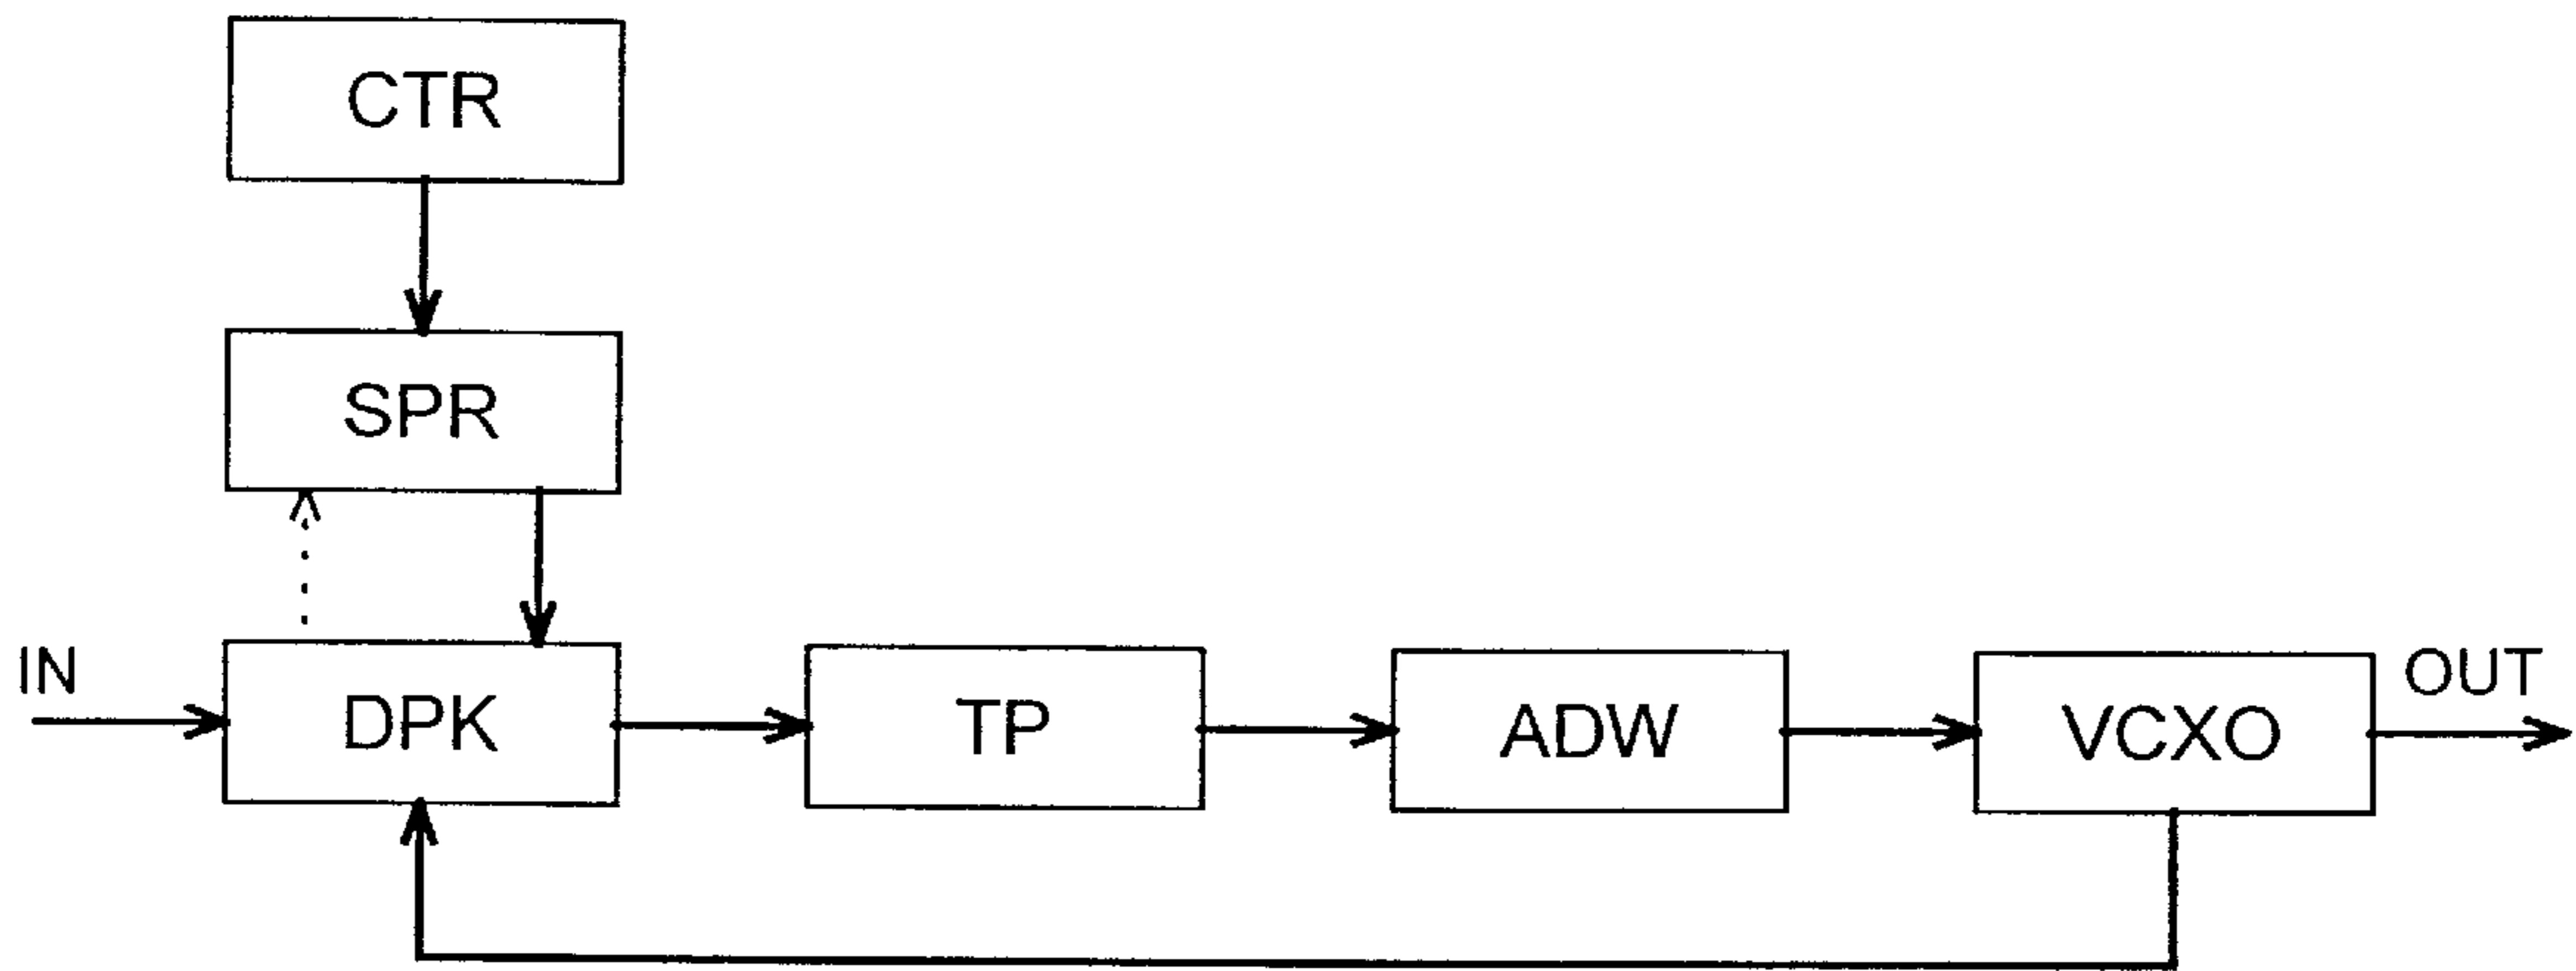 CTR
SPR
IN
DPK
TP
ADW
VCXO
OUT